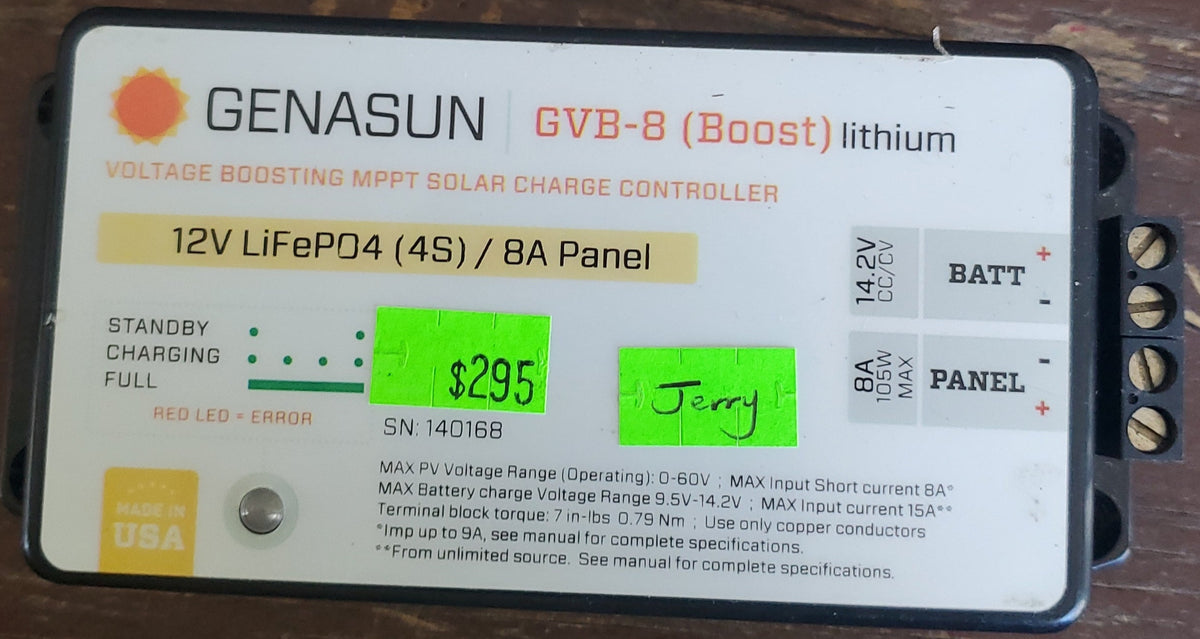 GENASUN
GVB-8 (Boost) lithium
VOLTAGE BOOSTING MPPT SOLAR CHARGE CONTROLLER
12V LiFePO4 (4S) / 8A Panel
STANDBY
CHARGING
FULL
RED LED = ERROR
$295
Jerry
SN: 140168
14.2V
CC/CV
BATT
+
-
8A
105W
MAX
PANEL
-
+
MADE IN
USA
MAX PV Voltage Range (Operating): 0-60V ; MAX Input Short current 8A*
MAX Battery charge Voltage Range 9.5V-14.2V ; MAX Input current 15A**
Terminal block torque: 7 in-lbs 0.79 Nm ; Use only copper conductors
*Imp up to 9A, see manual for complete specifications.
**From unlimited source. See manual for complete specifications.